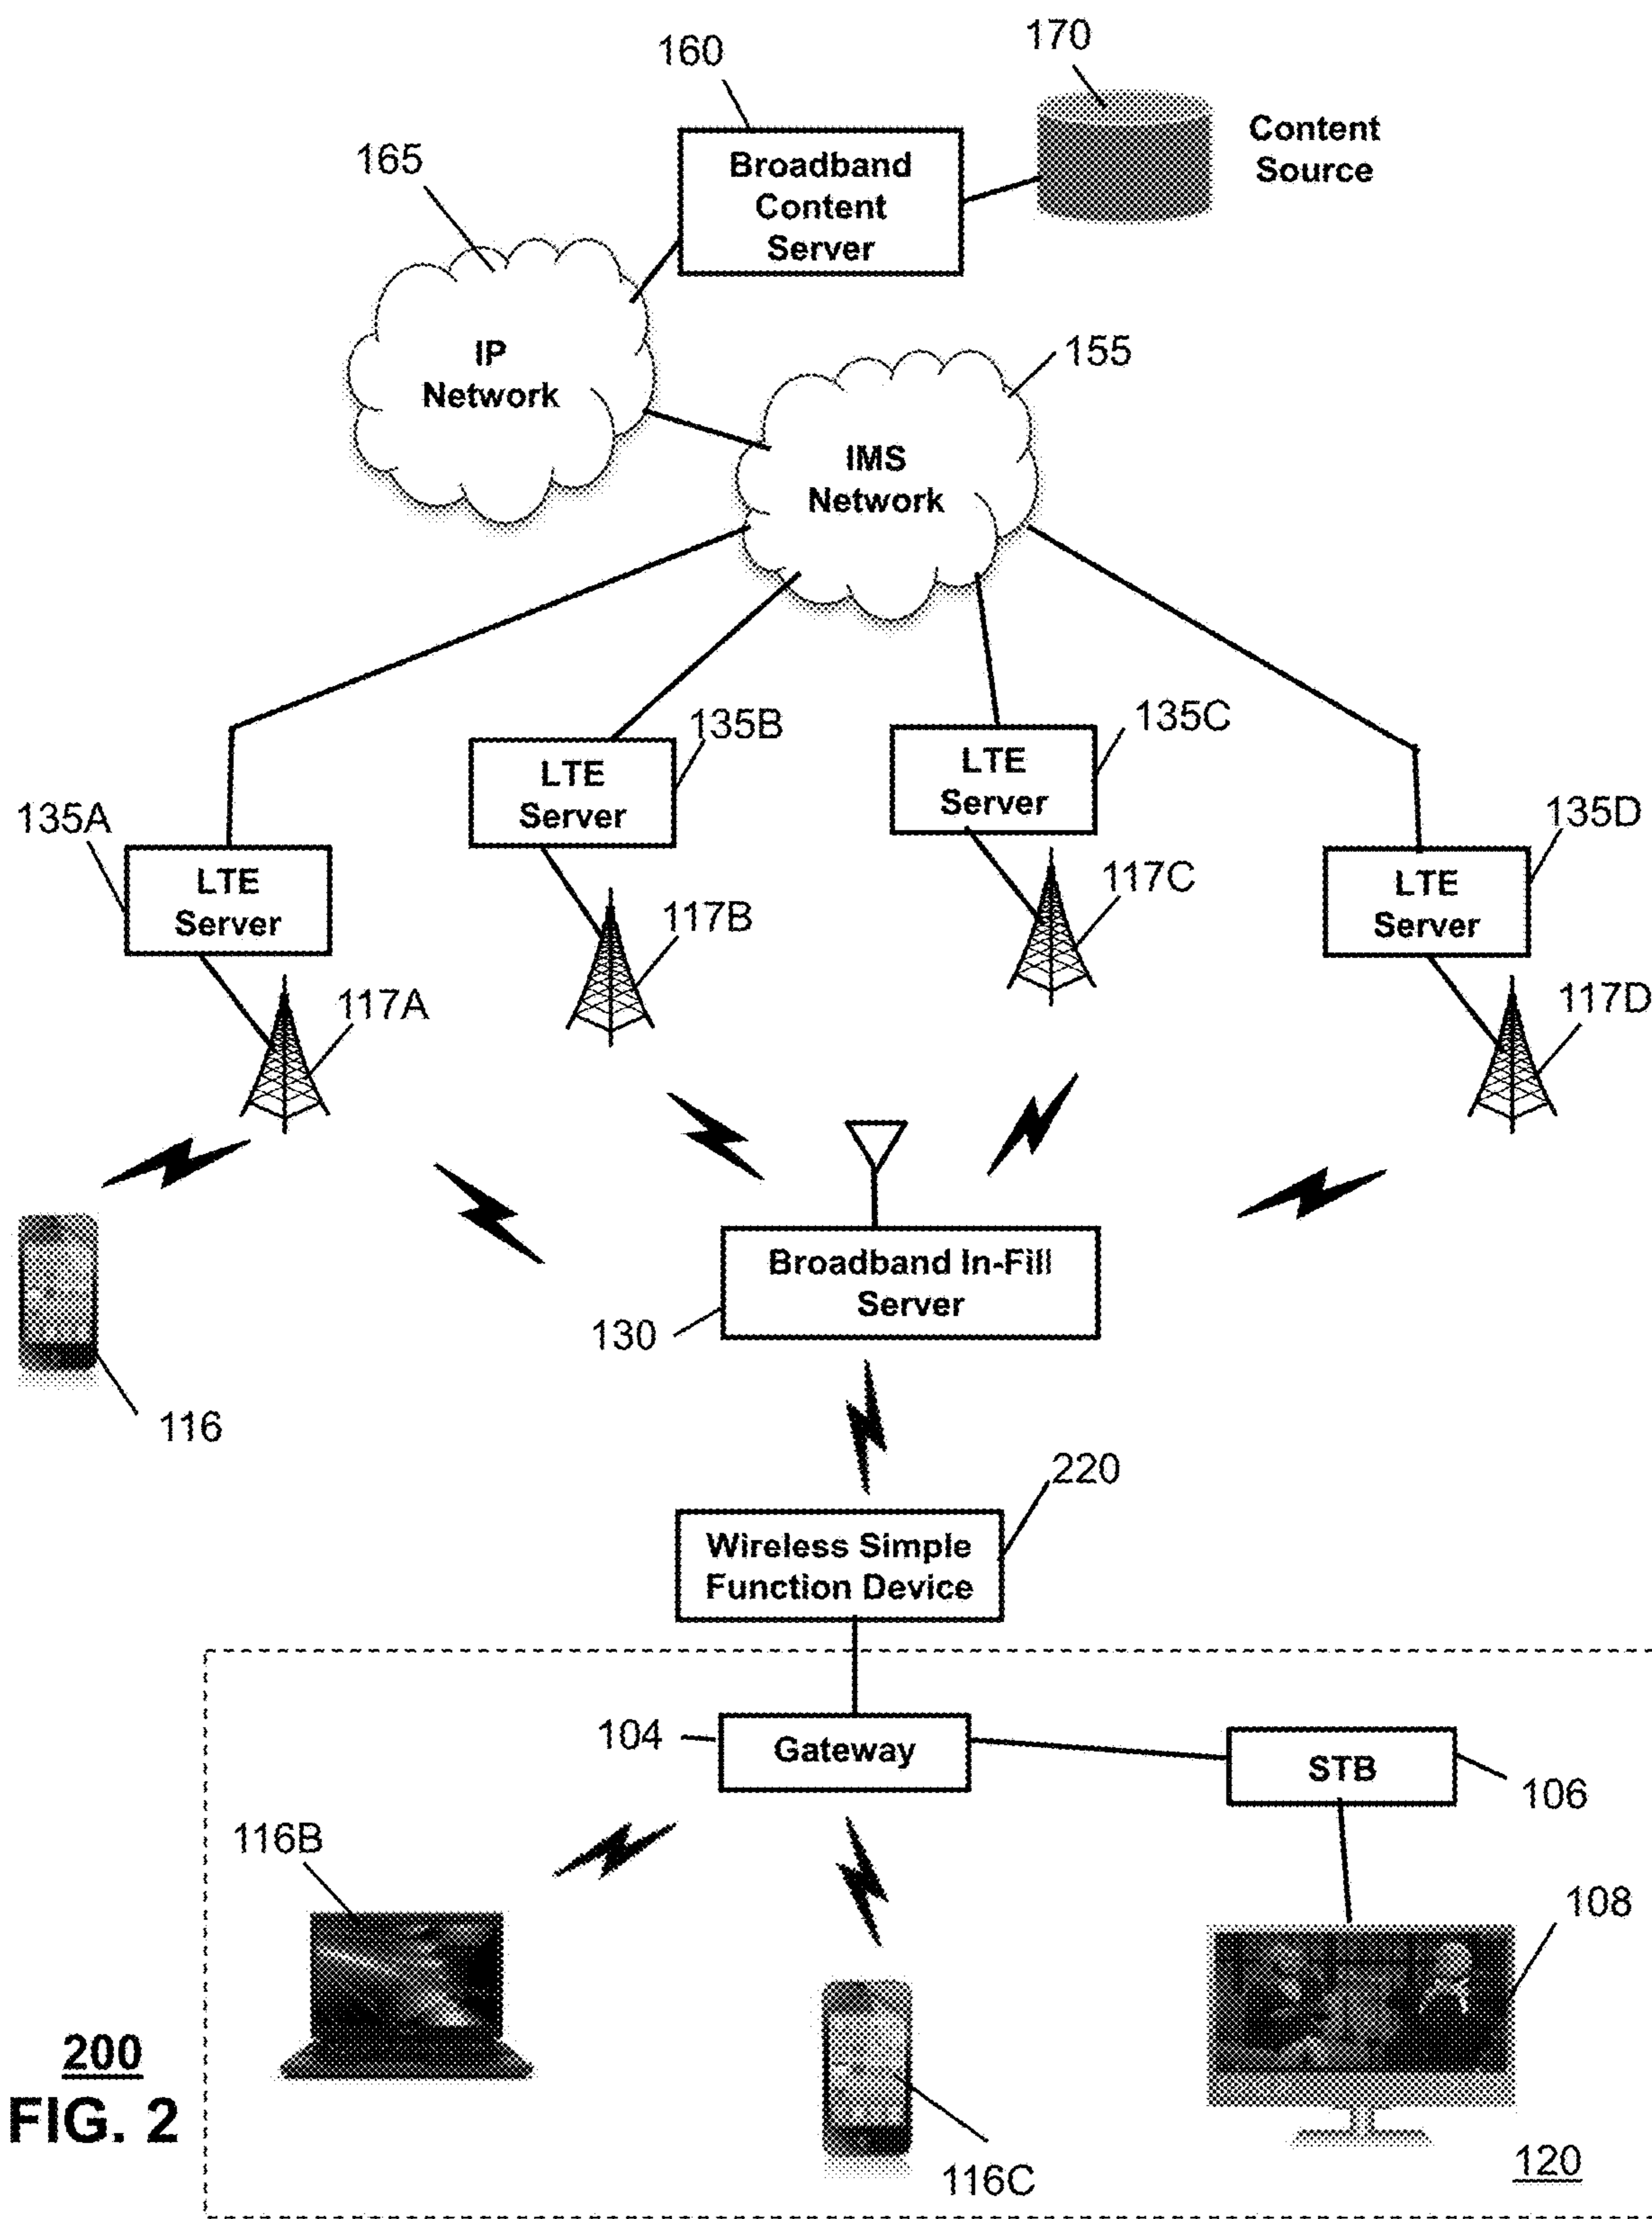 170
160
Content
Source
Broadband
Content
Server
165
155
IP
Network
IMS
Network
135B
135C
LTE
Server
LTE
Server
135A
135D
LTE
Server
LTE
Server
117C
117B
117A
117D
Broadband In-Fill
Server
130
116
220
Wireless Simple
Function Device
104
Gateway
STB
106
116B
108
200
FIG. 2
116C
120